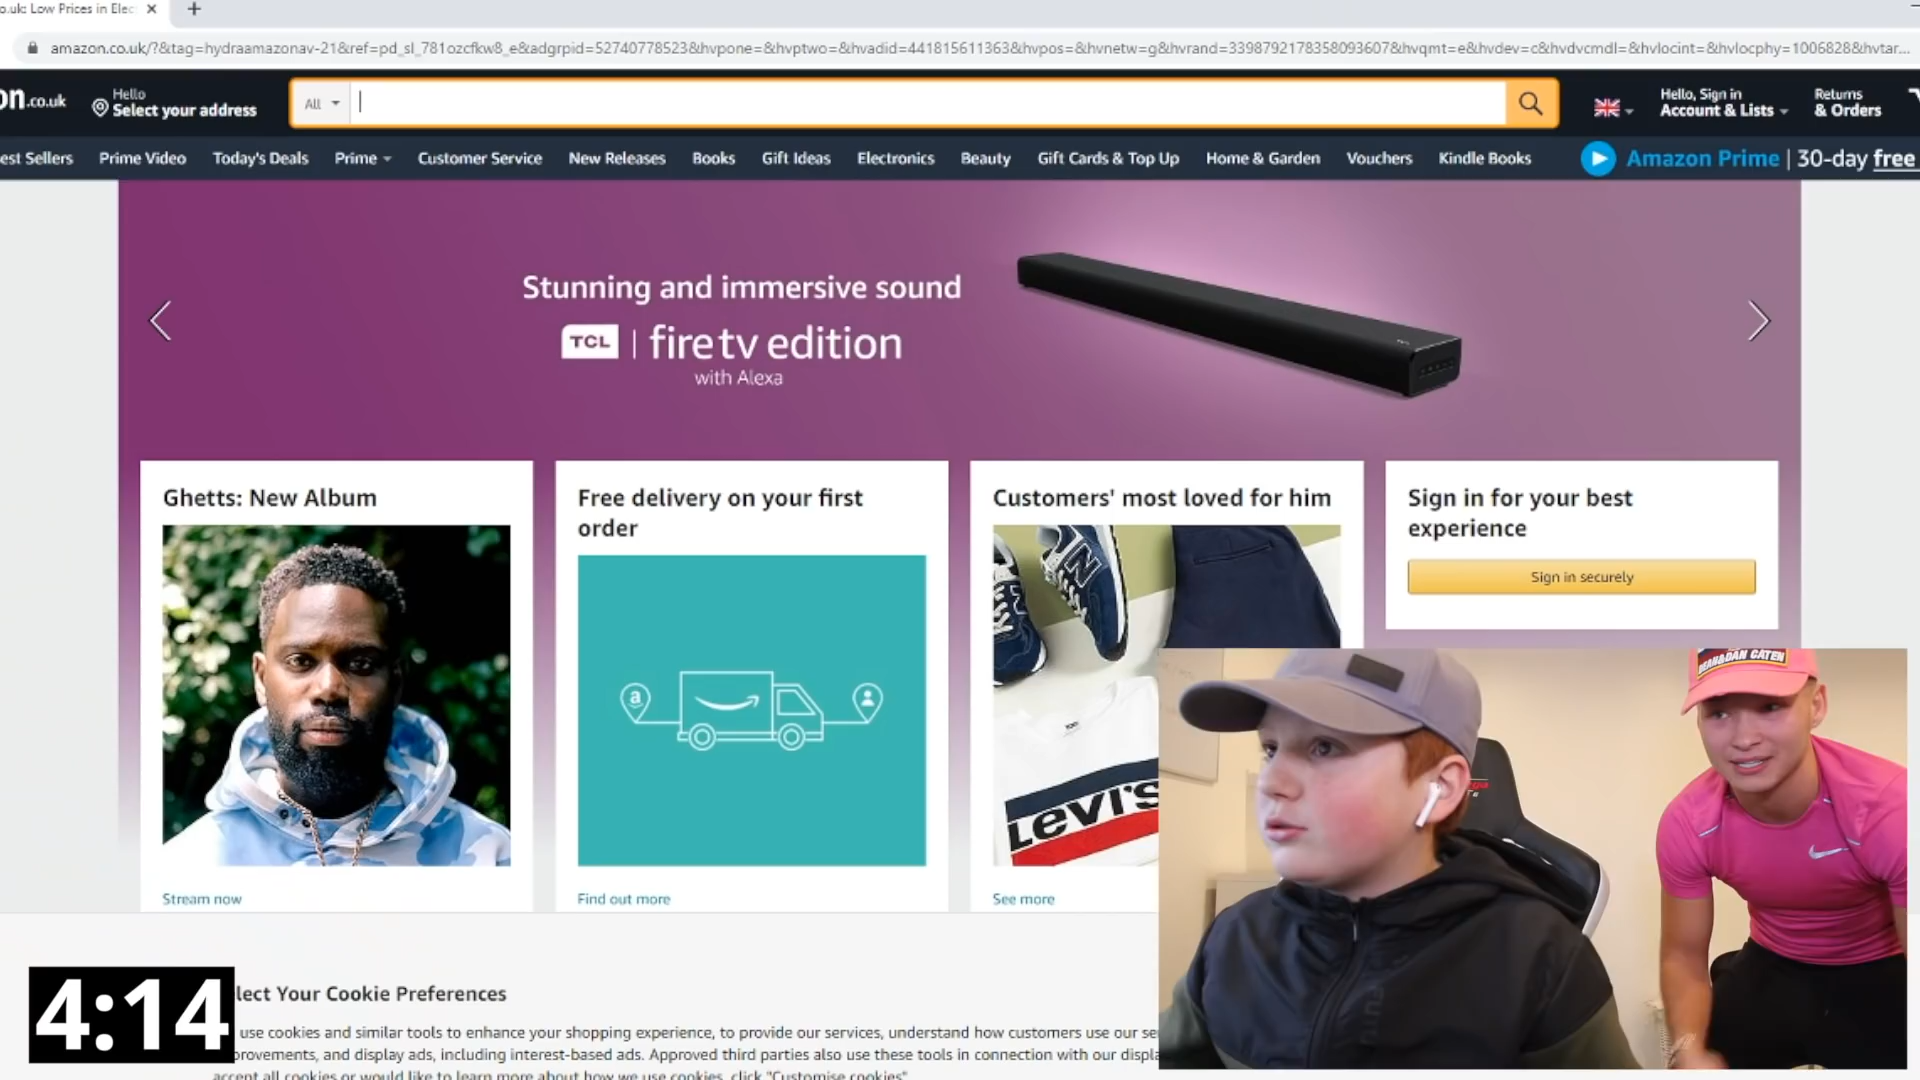 o.uk: Low Prices in Elec
amazon.co.uk/?&tag=hydraamazonav-21&ref=pd_sl_781ozcfkw8_e&adgrpid=52740778523&hvpone=&hvptwo=&hvadid=441815611363&hvpos=&hvnetw=g&hvrand=3398792178358093607&hvqmt=e&hvdev=c&hvdvcmdl=&hvlocint=&hvlocphy=1006828&hvtar...
on.co.uk
Hello
Select your address
All
Hello, Sign in
Account & Lists
Returns
& Orders
est Sellers Prime Video Today's Deals Prime Customer Service New Releases Books Gift Ideas Electronics Beauty Gift Cards & Top Up Home & Garden Vouchers Kindle Books Amazon Prime | 30-day free
Stunning and immersive sound
TCL | fire tv edition
with Alexa
Ghetts: New Album
Stream now
Free delivery on your first
order
a
Find out more
Customers' most loved for him
N
Levi's
See more
Sign in for your best
experience
Sign in securely
DEAN&DAN CATEN
4:14
lect Your Cookie Preferences
use cookies and similar tools to enhance your shopping experience, to provide our services, understand how customers use our se
provements, and display ads, including interest-based ads. Approved third parties also use these tools in connection with our displa
accept all cookies or would like to learn more about how we use cookies, click "Customise cookies"